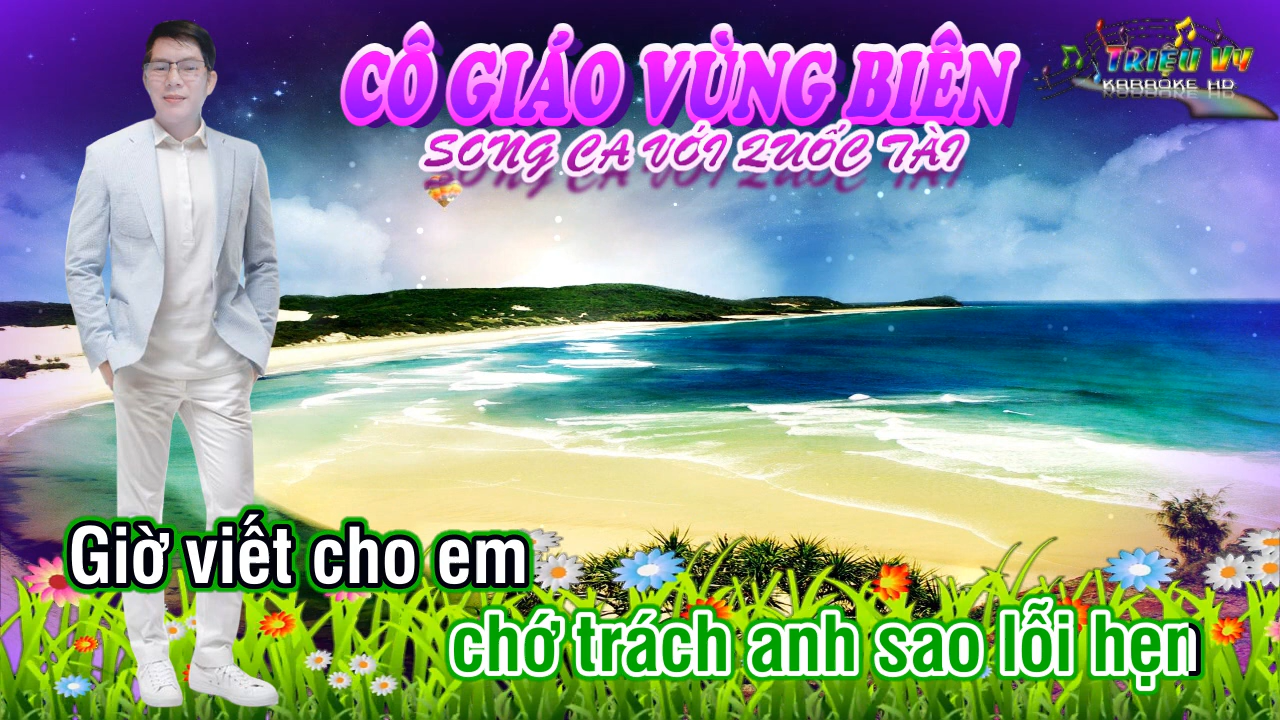 CÔ GIÁO VÙNG BIÊN
SONG CA VỚI QUỐC TÀI
TRIỆU VY
KARAOKE HD
Giờ viết cho em
chớ trách anh sao lỗi hẹn